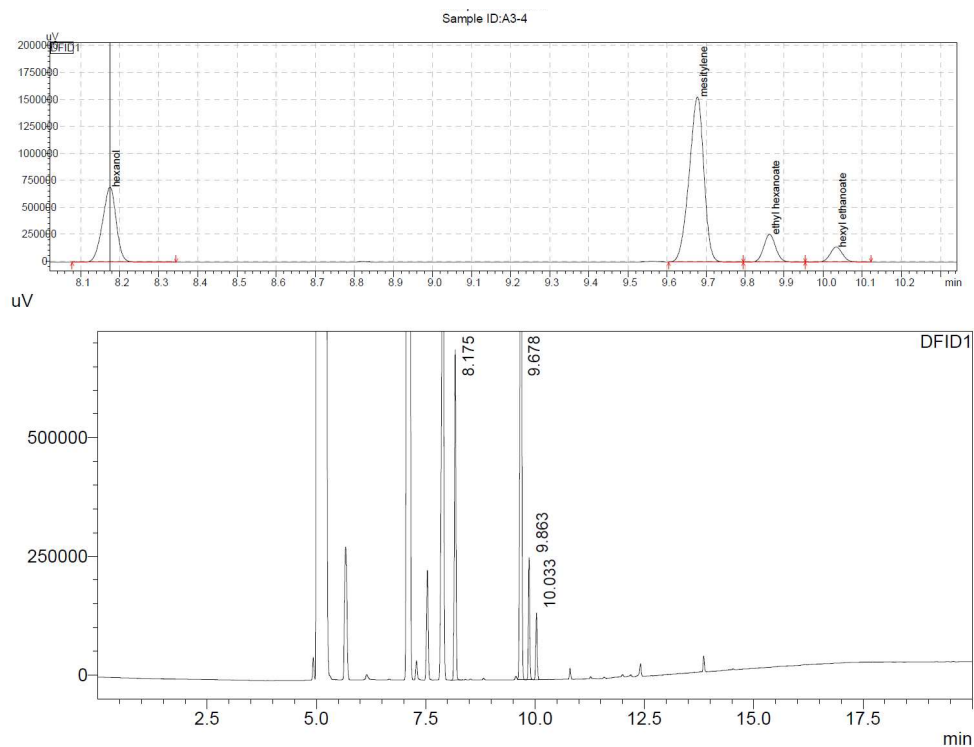 Sample ID:A3-4
uV
DFID1
2000000
1750000
1500000
1250000
1000000
750000
500000
250000
0
hexanol
mesitylene
ethyl hexanoate
hexyl ethanoate
8.1 8.2 8.3 8.4 8.5 8.6 8.7 8.8 8.9 9.0 9.1 9.2 9.3 9.4 9.5 9.6 9.7 9.8 9.9 10.0 10.1 10.2 min
uV
DFID1
8.175
9.678
9.863
10.033
500000
250000
0
2.5 5.0 7.5 10.0 12.5 15.0 17.5
min